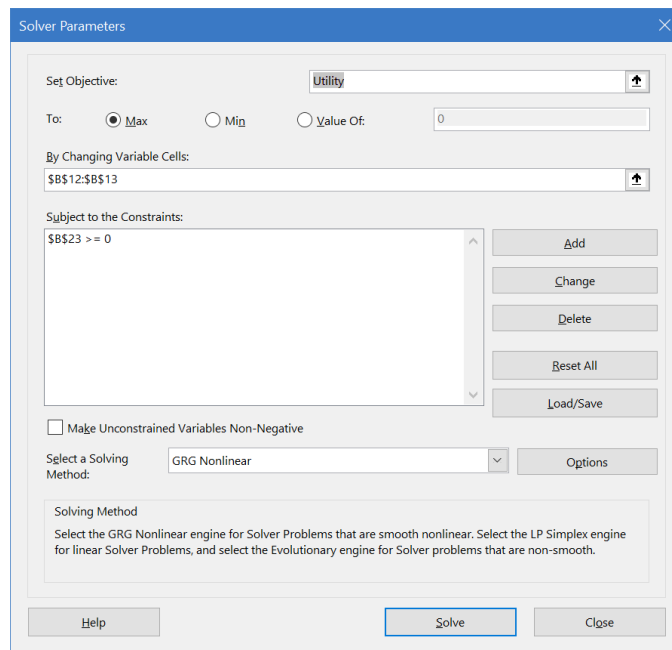 Solver Parameters
Set Objective:
Utility
To:
Max
Min
Value Of:
0
By Changing Variable Cells:
$B$12:$B$13
Subject to the Constraints:
$B$23 >= 0
Add
Change
Delete
Reset All
Load/Save
Make Unconstrained Variables Non-Negative
Select a Solving
Method:
GRG Nonlinear
Options
Solving Method
Select the GRG Nonlinear engine for Solver Problems that are smooth nonlinear. Select the LP Simplex engine
for linear Solver Problems, and select the Evolutionary engine for Solver problems that are non-smooth.
Help
Solve
Close